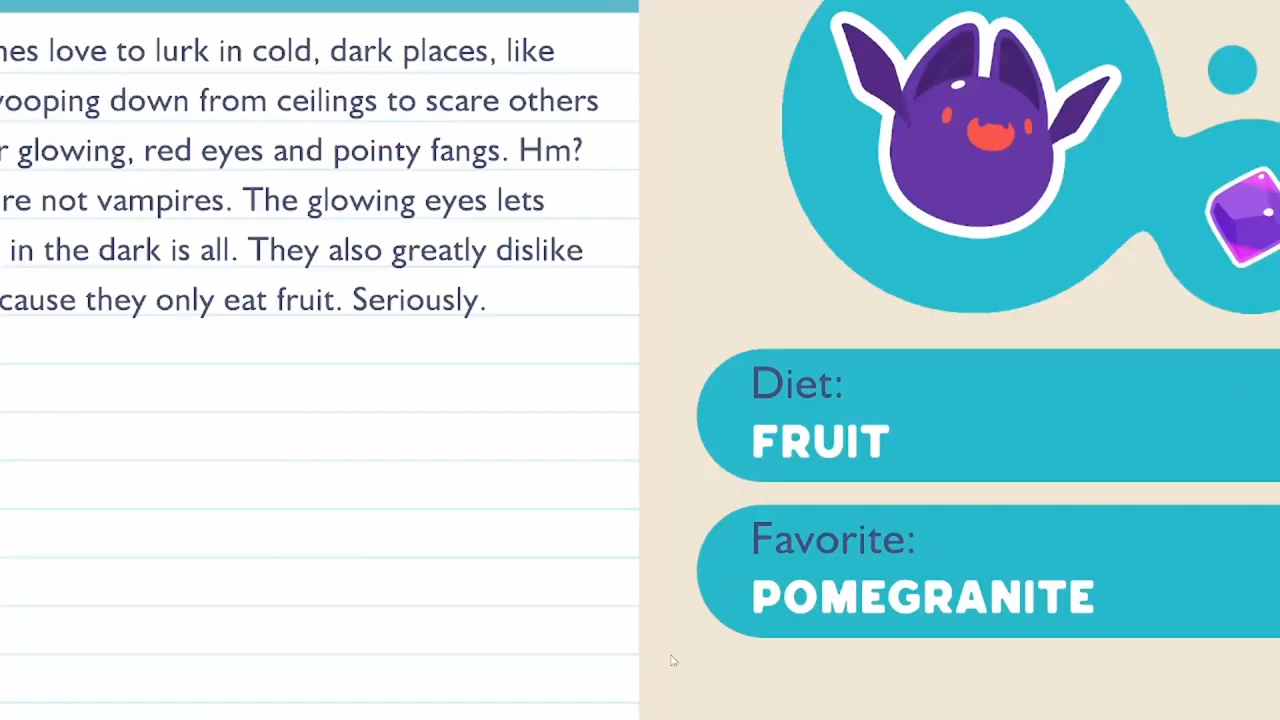 nes love to lurk in cold, dark places, like
vooping down from ceilings to scare others
r glowing, red eyes and pointy fangs. Hm?
re not vampires. The glowing eyes lets
in the dark is all. They also greatly dislike
cause they only eat fruit. Seriously.
Diet:
FRUIT
Favorite:
POMEGRANITE